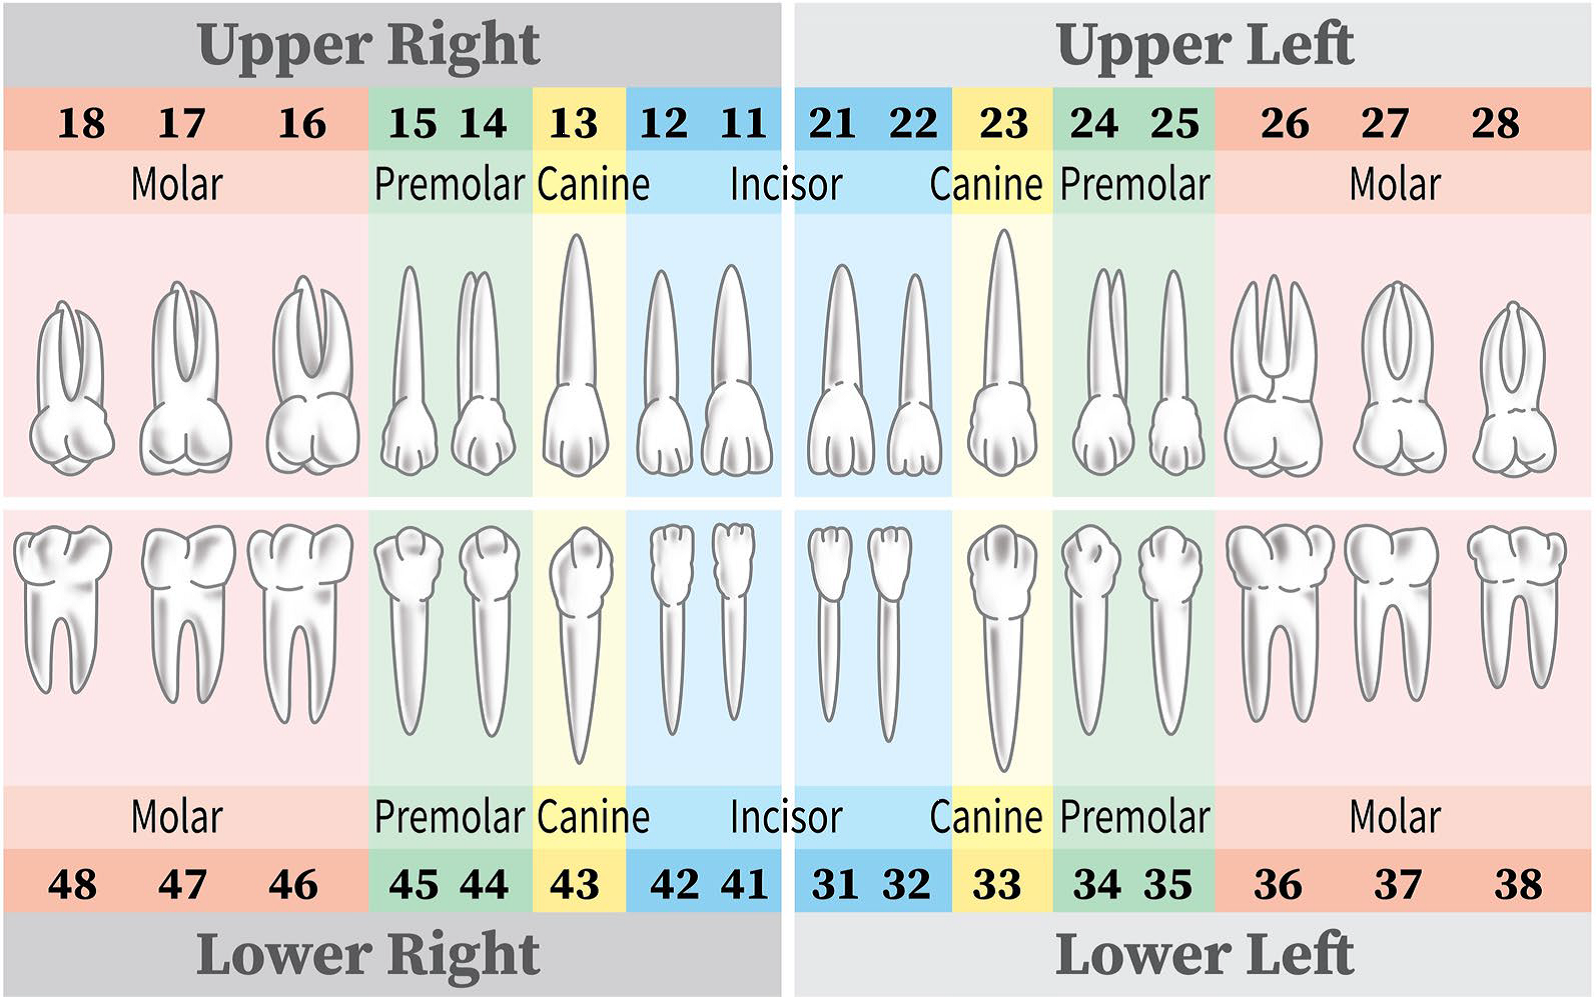 Upper Right Upper Left
18 17 16 15 14 13 12 11 21 22 23 24 25 26 27 28
Molar Premolar Canine Incisor Canine Premolar Molar
Molar Premolar Canine Incisor Canine Premolar Molar
48 47 46 45 44 43 42 41 31 32 33 34 35 36 37 38
Lower Right Lower Left